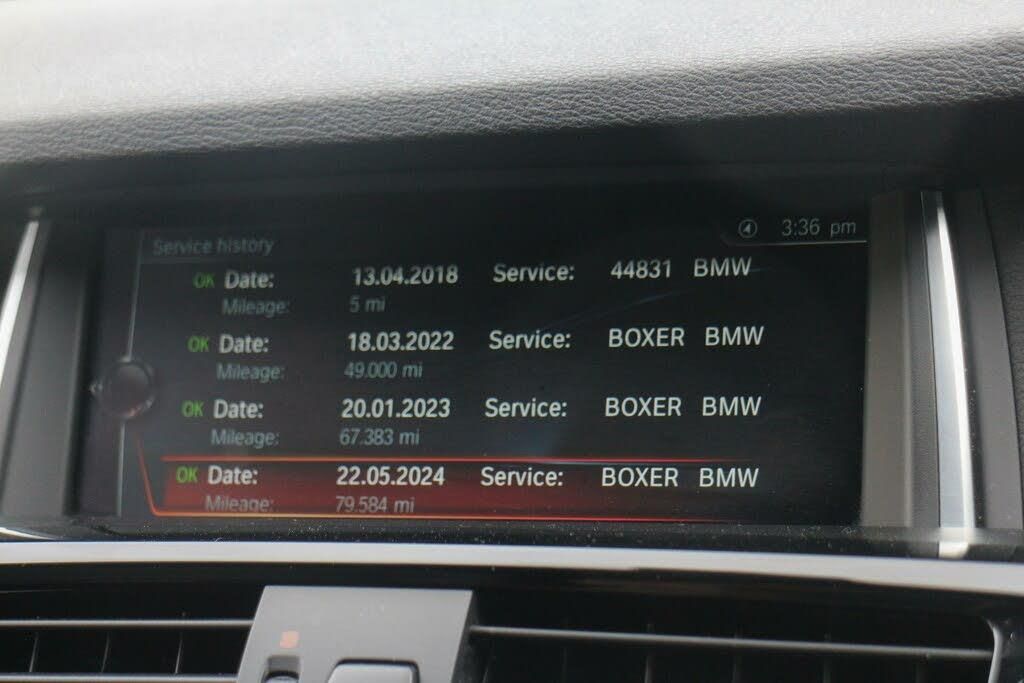 3:36 pm
Service history
OK Date: 13.04.2018 Service: 44831 BMW
Mileage: 5 mi
OK Date: 18.03.2022 Service: BOXER BMW
Mileage: 49.000 mi
OK Date: 20.01.2023 Service: BOXER BMW
Mileage: 67.383 mi
OK Date: 22.05.2024 Service: BOXER BMW
Mileage: 79.584 mi